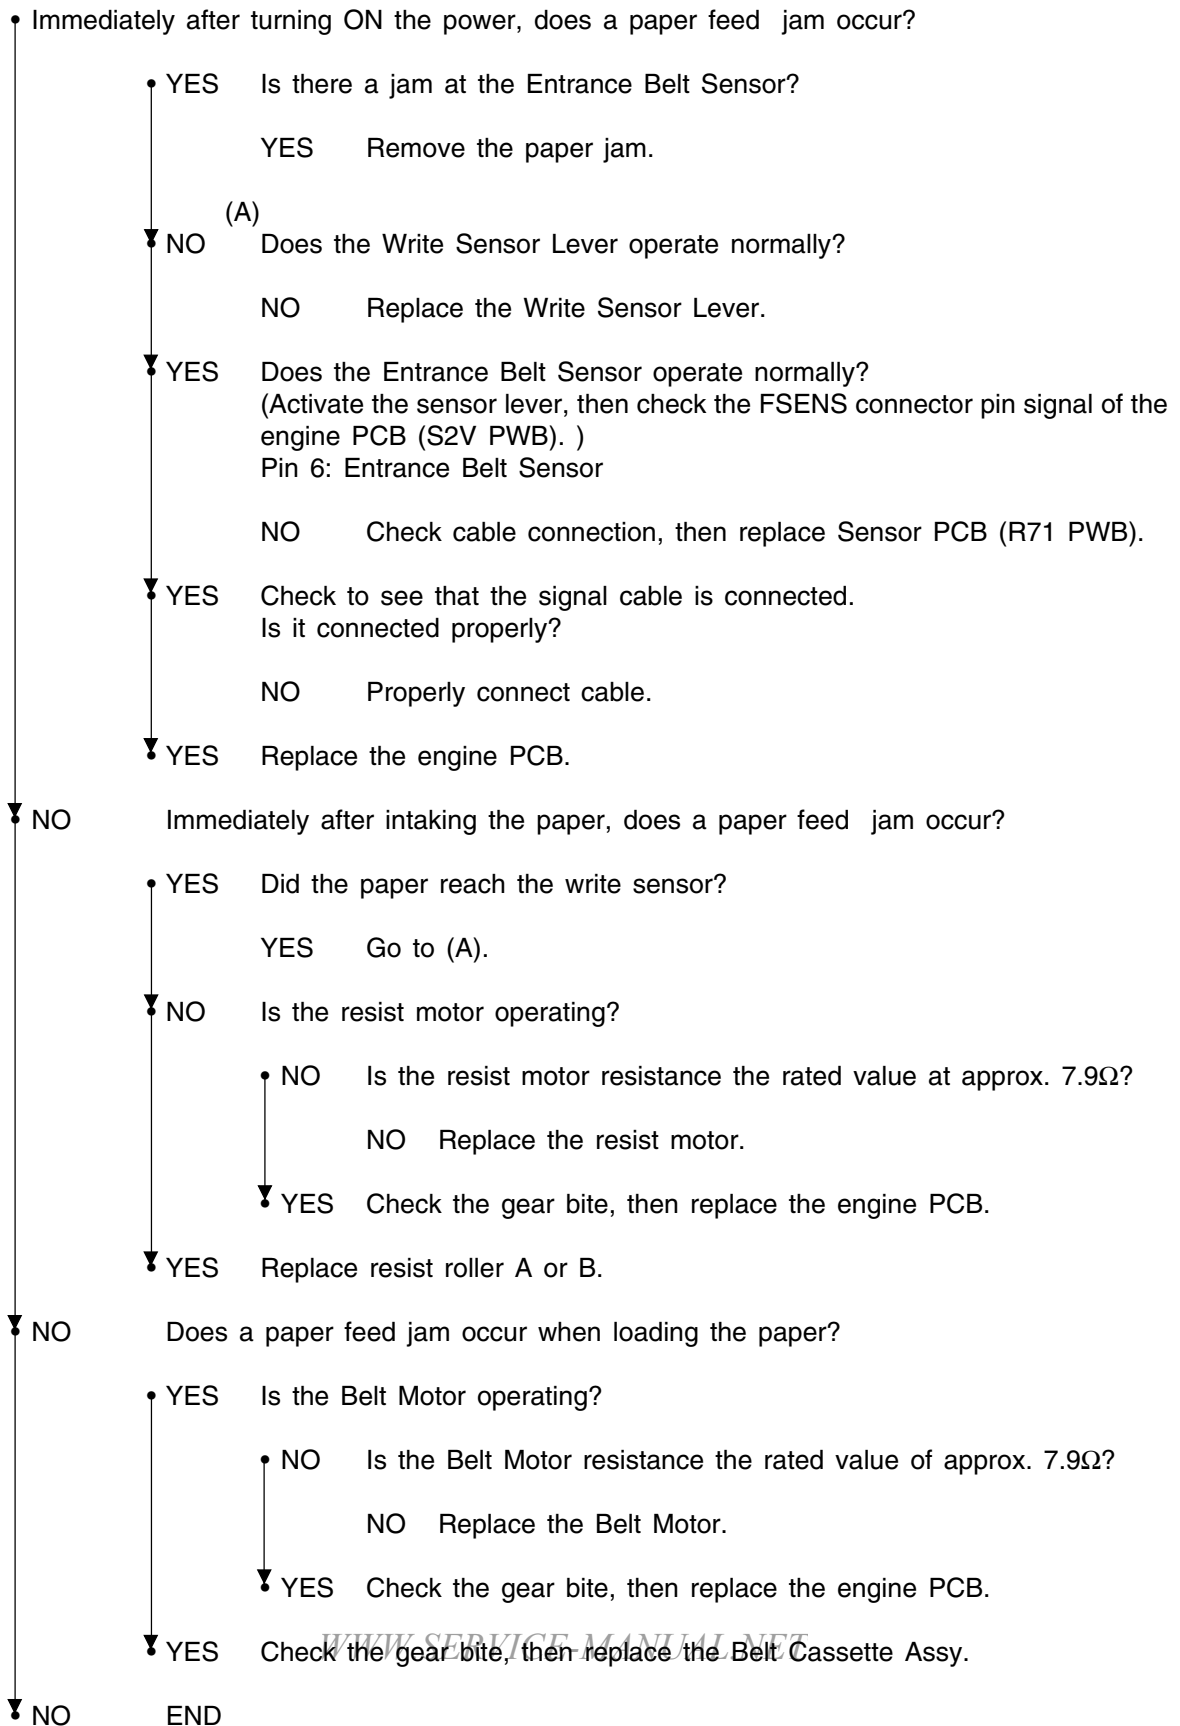 Immediately after turning ON the power, does a paper feed jam occur?
YES Is there a jam at the Entrance Belt Sensor?
YES Remove the paper jam.
(A)
NO Does the Write Sensor Lever operate normally?
NO Replace the Write Sensor Lever.
YES Does the Entrance Belt Sensor operate normally?
(Activate the sensor lever, then check the FSENS connector pin signal of the
engine PCB (S2V PWB). )
Pin 6: Entrance Belt Sensor
NO Check cable connection, then replace Sensor PCB (R71 PWB).
YES Check to see that the signal cable is connected.
Is it connected properly?
NO Properly connect cable.
YES Replace the engine PCB.
NO Immediately after intaking the paper, does a paper feed jam occur?
YES Did the paper reach the write sensor?
YES Go to (A).
NO Is the resist motor operating?
NO Is the resist motor resistance the rated value at approx. 7.9Ω?
NO Replace the resist motor.
YES Check the gear bite, then replace the engine PCB.
YES Replace resist roller A or B.
NO Does a paper feed jam occur when loading the paper?
YES Is the Belt Motor operating?
NO Is the Belt Motor resistance the rated value of approx. 7.9Ω?
NO Replace the Belt Motor.
YES Check the gear bite, then replace the engine PCB.
YES Check the gear bite, then replace the Belt Cassette Assy.
WWW.SERVICE-MANUAL.NET
NO END